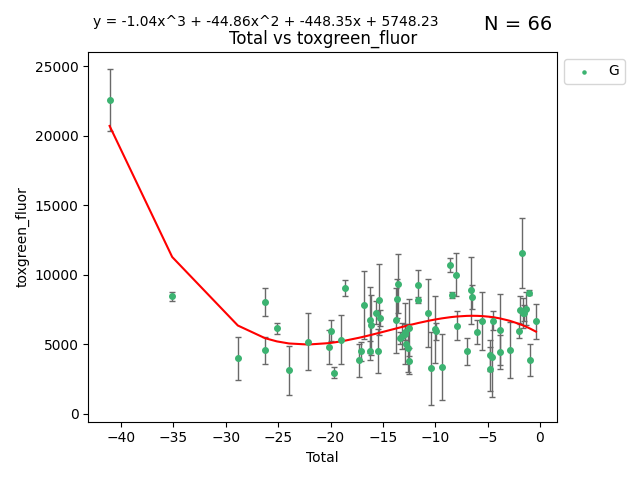 y = -1.04x^3 + -44.86x^2 + -448.35x + 5748.23
N = 66
Total vs toxgreen_fluor
G
25000
20000
15000
10000
5000
0
toxgreen_fluor
−40 −35 −30 −25 −20 −15 −10 −5 0
Total